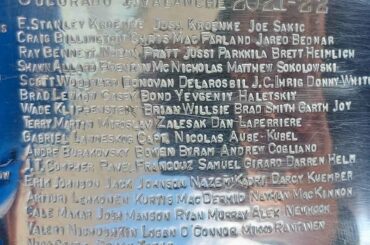 COLORADO AVALANCHE 2021-22
E. STANLEY KROENKE JOSH KROENKE JOE SAKIC
CRAIG BILLINGTON CHRIS MACFARLAND JARED BEDNAR
RAY BENNETT NOLAN PRATT JUSSI PARKKILA BRETT HEIMLICH
SHAWN ALLARD MCNICHOLAS MATTHEW SOKOLOWSKI
SCOTT WOODWARD DONOVAN J.C. IHRIG DONNY WHITE
BRAD LEWIS CASEY BOND YEVGENIY HALETSKIY
WADE KLIPPENSTEIN BRIAN WILLSIE BRAD SMITH GARTH JOY
TERRY MARTIN MIROSLAV ZALESAK DAN LAPERRIERE
GABRIEL LANDESKOG CAPT. NICOLAS AUBE-KUBEL
ANDRE BURAKOVSKY BOWEN BYRAM ANDREW COGLIANO
J.T. COMPHER PAVEL FRANCOUZ SAMUEL GIRARD DARREN HELM
ERIK JOHNSON JACK JOHNSON NAZEM KADRI DARCY KUEMPER
ARTURI LEHKONEN KURTIS MACDERMID NATHAN MACKINNON
CALE MAKAR JOSH MANSON RYAN MURRAY ALEX NEWHOOK
VALERI NICHUSHKIN LOGAN O'CONNOR MIKKO RANTANEN